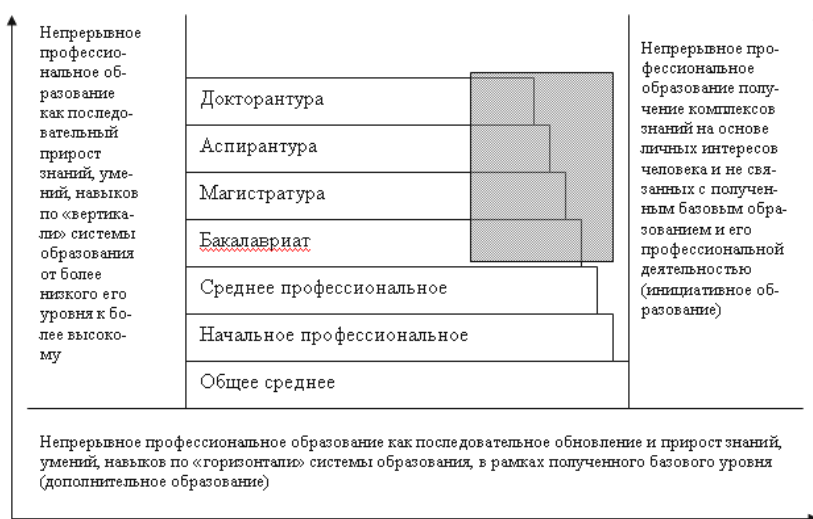 Непрерывное
профессио-
нальное об-
разование
как последо-
вательный
прирост
знаний, уме-
ний, навыков
по «вертика-
ли» системы
образования
от более
низкого его
уровня к бо-
лее высоко-
му
Докторантура
Аспирантура
Магистратура
Бакалавриат
Среднее профессиональное
Начальное профессиональное
Общее среднее
Непрерывное про-
фессиональное
образование полу-
чение комплексов
знаний на основе
личных интересов
человека и не свя-
занных с получен-
ным базовым обра-
зованием и его
профессиональной
деятельностью
(инициативное об-
разование)
Непрерывное профессиональное образование как последовательное обновление и прирост знаний,
умений, навыков по «горизонтали» системы образования, в рамках полученного базового уровня
(дополнительное образование)